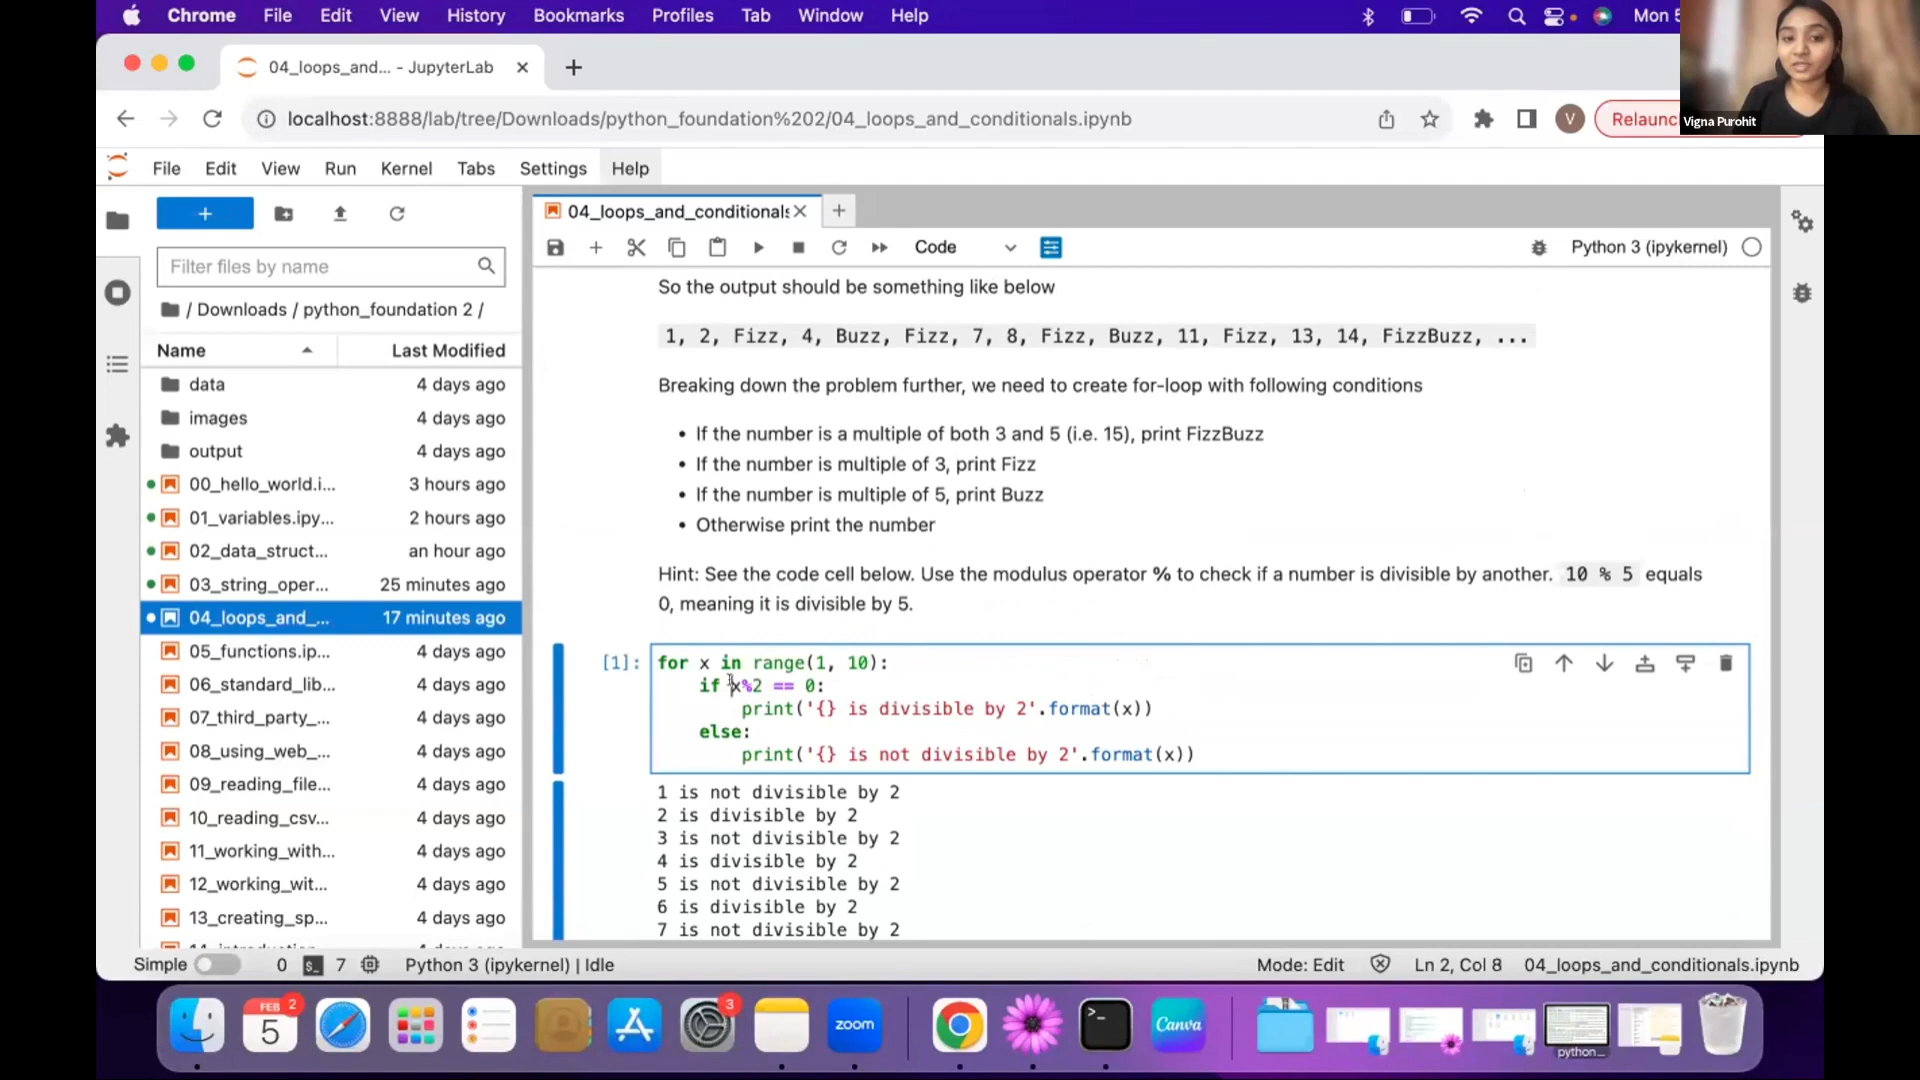 Chrome File Edit View History Bookmarks Profiles Tab Window Help
Mon 5
04_loops_and... - JupyterLab
localhost:8888/lab/tree/Downloads/python_foundation%202/04_loops_and_conditionals.ipynb
V
Relaunc
Vigna Purohit
File Edit View Run Kernel Tabs Settings Help
Filter files by name
/ Downloads / python_foundation 2 /
Name Last Modified
data 4 days ago
images 4 days ago
output 4 days ago
00_hello_world.i... 3 hours ago
01_variables.ipy... 2 hours ago
02_data_struct... an hour ago
03_string_oper... 25 minutes ago
04_loops_and_... 17 minutes ago
05_functions.ip... 4 days ago
06_standard_lib... 4 days ago
07_third_party_... 4 days ago
08_using_web_... 4 days ago
09_reading_file... 4 days ago
10_reading_csv... 4 days ago
11_working_with... 4 days ago
12_working_wit... 4 days ago
13_creating_sp... 4 days ago
04_loops_and_conditionals
Code
Python 3 (ipykernel)
So the output should be something like below
1, 2, Fizz, 4, Buzz, Fizz, 7, 8, Fizz, Buzz, 11, Fizz, 13, 14, FizzBuzz, ...
Breaking down the problem further, we need to create for-loop with following conditions
• If the number is a multiple of both 3 and 5 (i.e. 15), print FizzBuzz
• If the number is multiple of 3, print Fizz
• If the number is multiple of 5, print Buzz
• Otherwise print the number
Hint: See the code cell below. Use the modulus operator % to check if a number is divisible by another. 10 % 5 equals
0, meaning it is divisible by 5.
[1]: for x in range(1, 10):
if x%2 == 0:
print('{} is divisible by 2'.format(x))
else:
print('{} is not divisible by 2'.format(x))
1 is not divisible by 2
2 is divisible by 2
3 is not divisible by 2
4 is divisible by 2
5 is not divisible by 2
6 is divisible by 2
7 is not divisible by 2
Simple 0 $_ 7 Python 3 (ipykernel) | Idle
Mode: Edit Ln 2, Col 8 04_loops_and_conditionals.ipynb
FEB 2
5
3
zoom
>_
Canva
python_